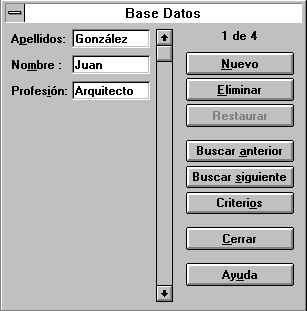 Base Datos
Apellidos: González
Nombre : Juan
Profesión: Arquitecto
1 de 4
Nuevo
Eliminar
Restaurar
Buscar anterior
Buscar siguiente
Criterios
Cerrar
Ayuda